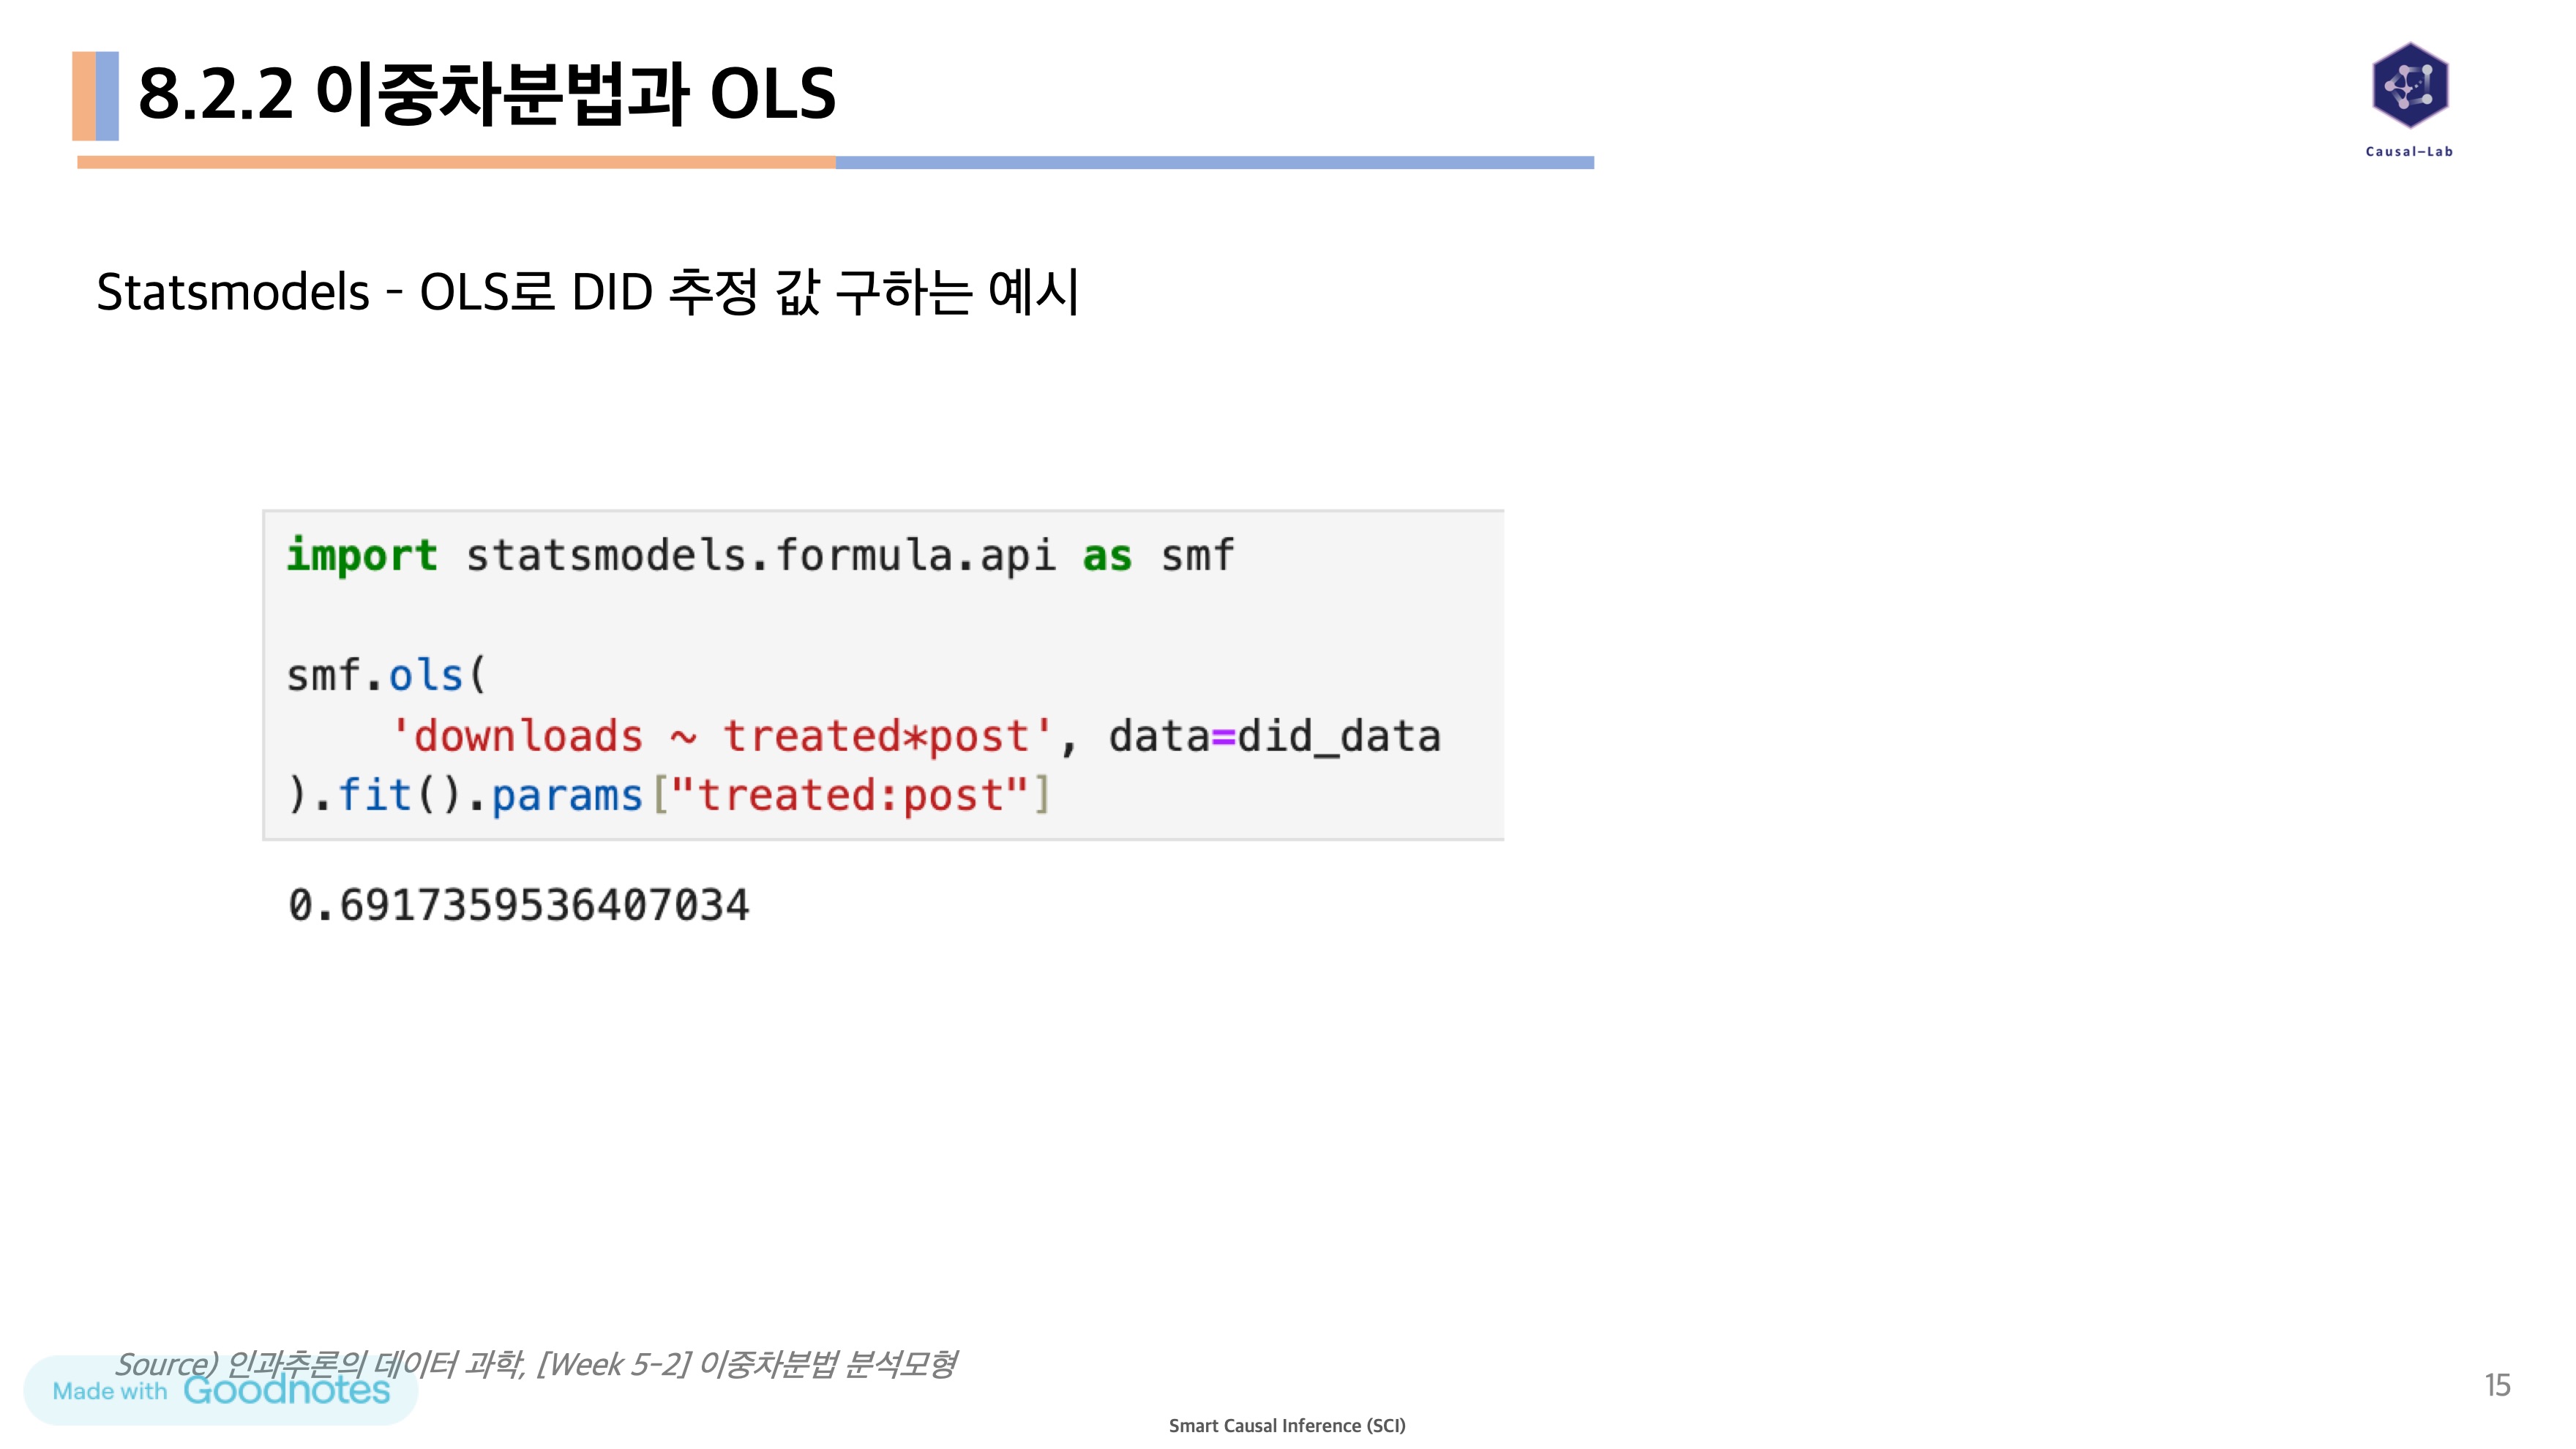 8.2.2 이중차분법과 OLS
Causal-Lab
Statsmodels - OLS로 DID 추정 값 구하는 예시
import statsmodels.formula.api as smf
smf.ols(
'downloads ~ treated*post', data=did_data
).fit().params["treated:post"]
0.6917359536407034
Source) 인과추론의 데이터 과학, [Week 5-2] 이중차분법 분석모형
Made with Goodnotes
15
Smart Causal Inference (SCI)